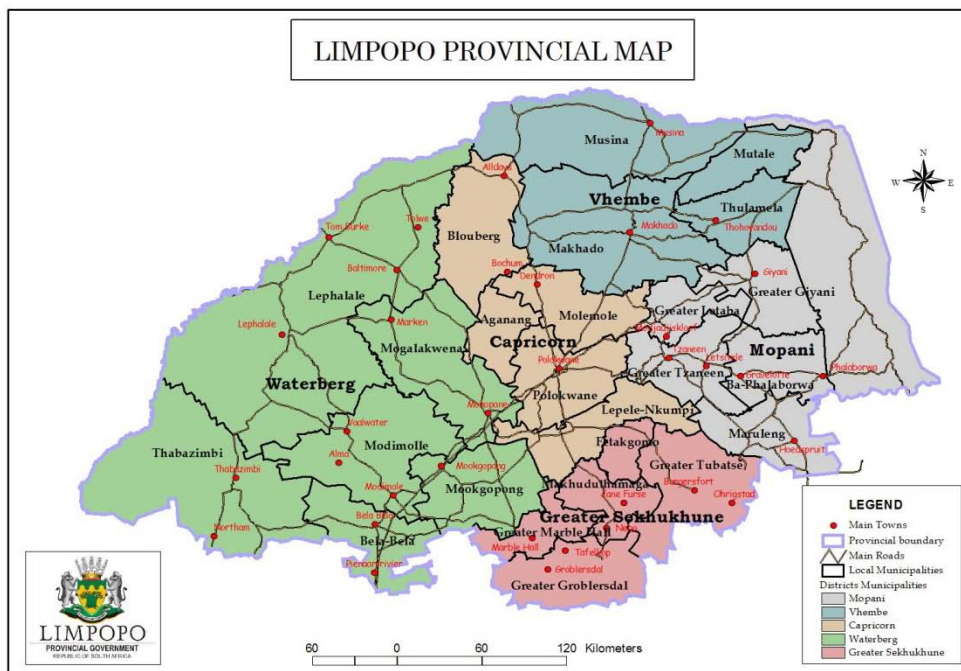 LIMPOPO PROVINCIAL MAP
Musina
Musina
Mutale
N
W E
S
Alldays
Vhembe
Thulamela
Tolwe
Thohoyandou
Tom Burke
Blouberg
Makhado
Makhado
Baltimore
Bochum
Dendron
Giyani
Greater Giyani
Lephalale
Greater Letaba
Marken
Aganang
Molemole
Lephalale
Mogalakwena
Capricorn
Modjadjiskloof
Tzaneen
Mopani
Letsitele
Polokwane
Greater Tzaneen
Gravelotte
Phalaborwa
Ba-Phalaborwa
Waterberg
Polokwane
Mokopane
Lepele-Nkumpi
Vaalwater
Modimolle
Fetakgomo
Maruleng
Hoedspruit
Thabazimbi
Alma
Mookgopong
Greater Tubatse
Thabazimbi
Makhuduthamaga
Burgersfort
Modimole
Mookgopong
Jane Furse
Ohrigstad
Greater Sekhukhune
Bela Bela
Nebo
Northam
Bela-Bela
Greater Marble Hall
Marble Hall
Tafelkop
Pienaarsrivier
Groblersdal
Greater Groblersdal
LEGEND
Main Towns
Provincial boundary
Main Roads
Local Municipalities
Districts Municipalities
Mopani
Vhembe
Capricorn
Waterberg
Greater Sekhukhune
LIMPOPO
PROVINCIAL GOVERNMENT
REPUBLIC OF SOUTH AFRICA
60 0 60 120 Kilometers